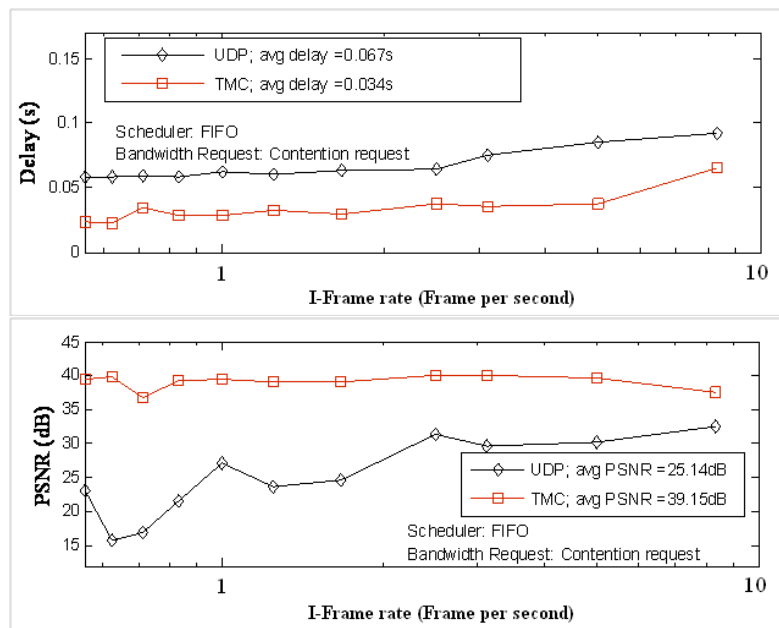 0.15
0.1
0.05
0
Delay (s)
UDP; avg delay =0.067s
TMC; avg delay =0.034s
Scheduler: FIFO
Bandwidth Request: Contention request
1
10
I-Frame rate (Frame per second)
45
40
35
30
25
20
15
PSNR (dB)
UDP; avg PSNR =25.14dB
TMC; avg PSNR =39.15dB
Scheduler: FIFO
Bandwidth Request: Contention request
1
10
I-Frame rate (Frame per second)